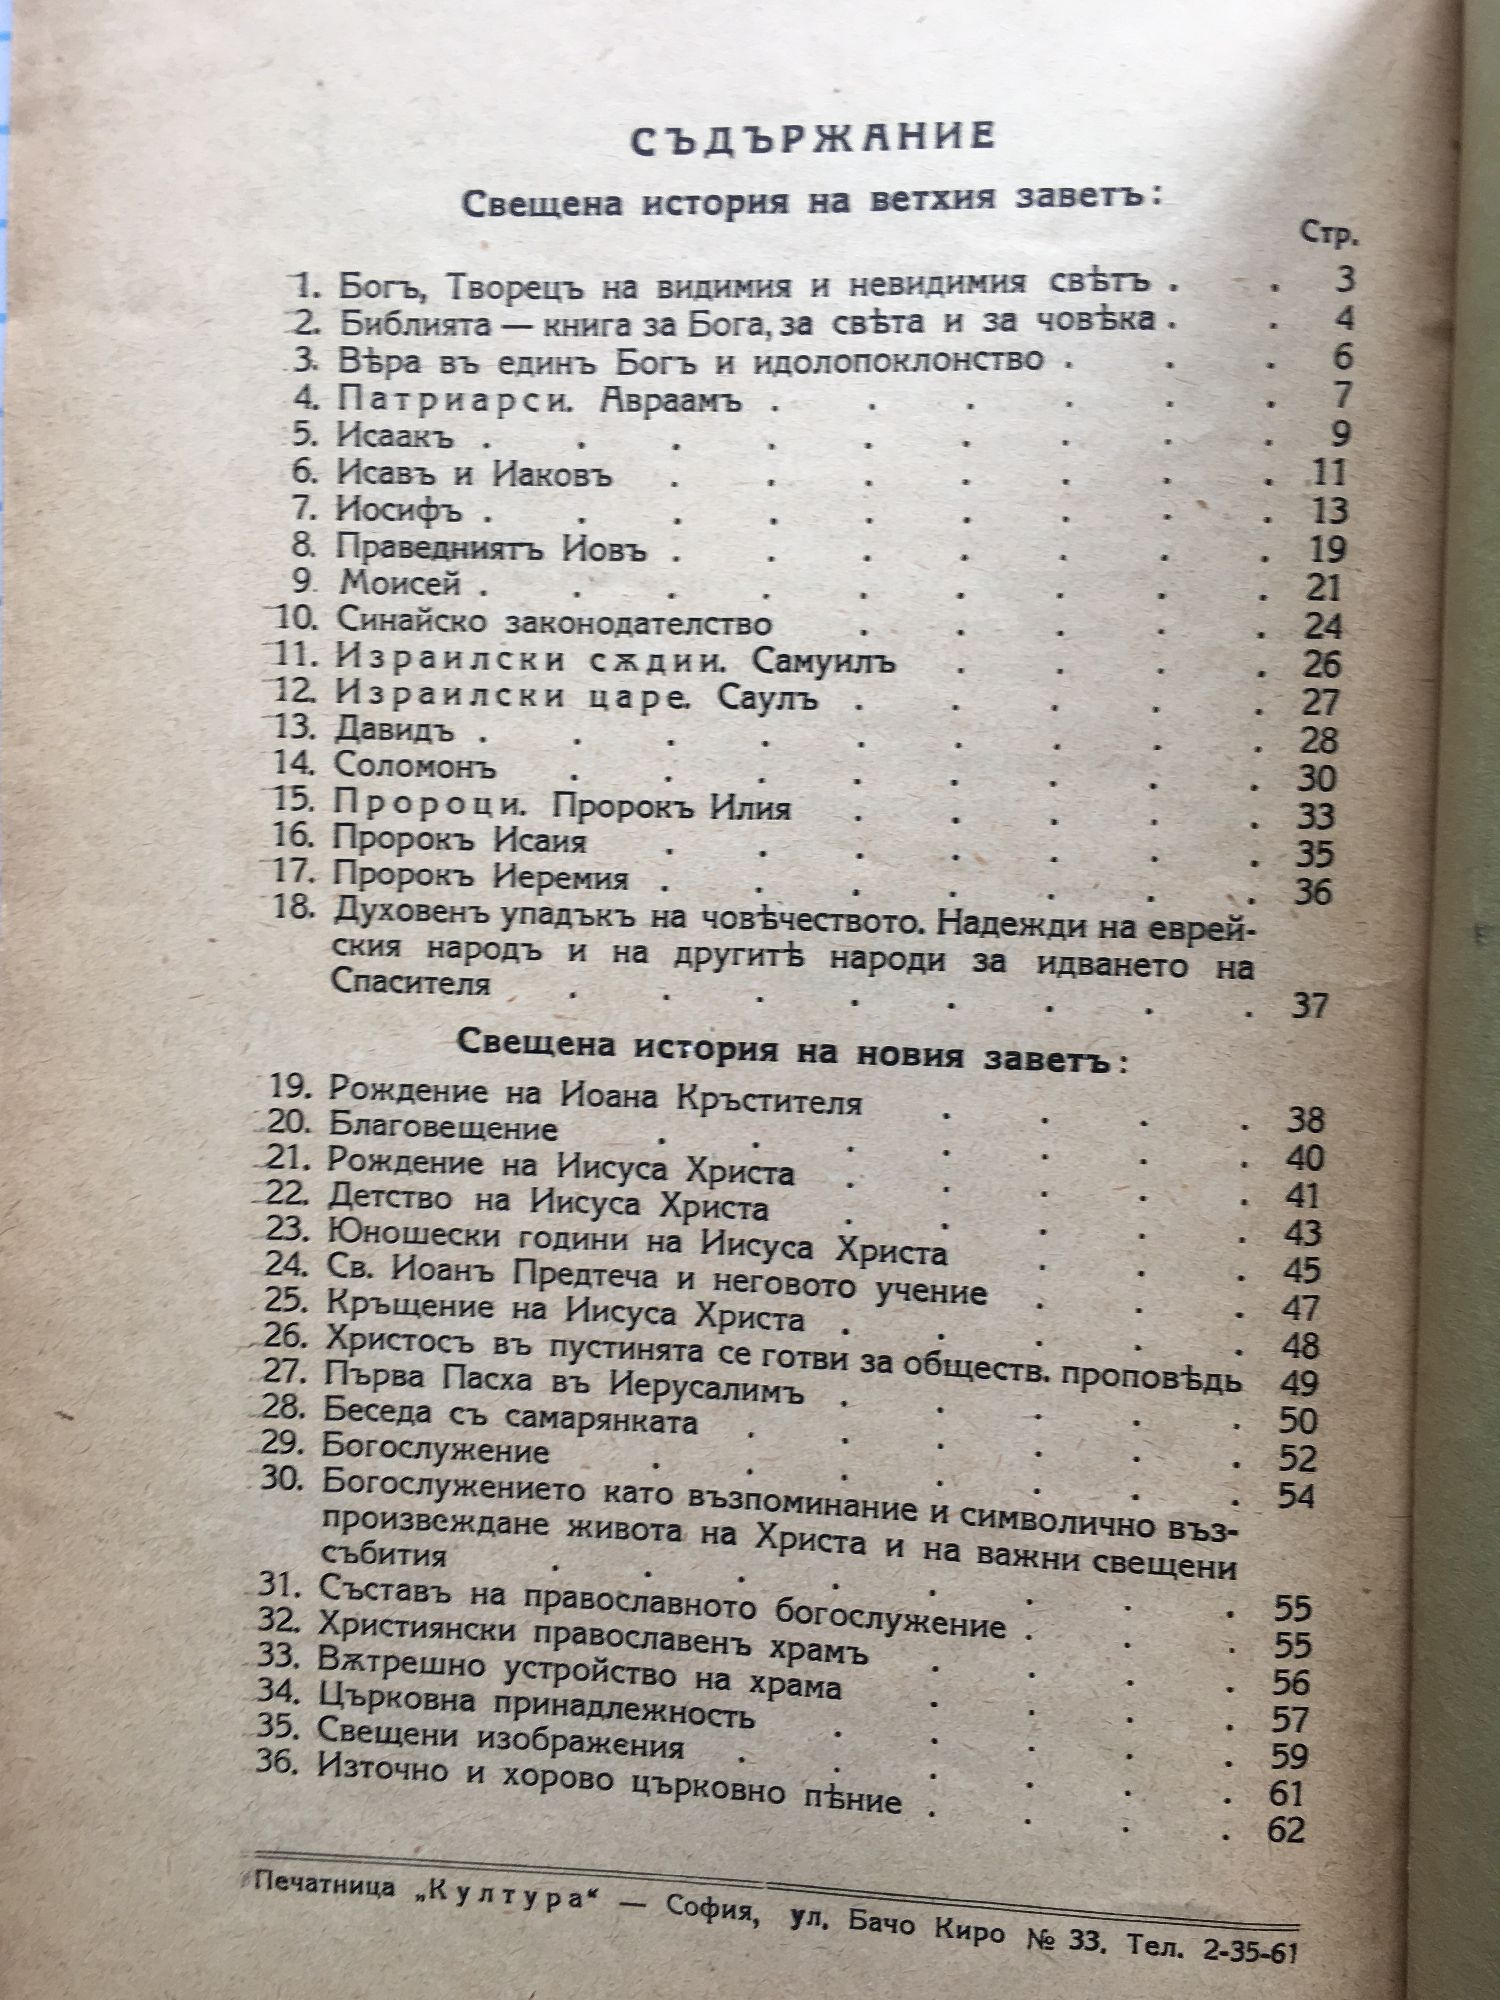 СЪДЪРЖАНИЕ
Свещена история на ветхия заветъ:
Стр.
1. Богъ, Творецъ на видимия и невидимия свѣтъ . . 3
2. Библията — книга за Бога, за свѣта и за човѣка . . 4
3. Вѣра въ единъ Богъ и идолопоклонство . . . 6
4. Патриарси. Авраамъ . . . . . . 7
5. Исаакъ . . . . . . . . . 9
6. Исавъ и Иаковъ . . . . . . . 11
7. Иосифъ . . . . . . . . . 13
8. Праведниятъ Иовъ . . . . . . . 19
9. Моисей . . . . . . . . . 21
10. Синайско законодателство . . . . . 24
11. Израилски сѫдии. Самуилъ . . . . 26
12. Израилски царе. Саулъ . . . . . 27
13. Давидъ . . . . . . . . . 28
14. Соломонъ . . . . . . . . 30
15. Пророци. Пророкъ Илия . . . . . 33
16. Пророкъ Исаия . . . . . . . 35
17. Пророкъ Иеремия . . . . . . . 36
18. Духовенъ упадъкъ на човѣчеството. Надежди на еврей-
ския народъ и на другитѣ народи за идването на
Спасителя . . . . . . . . 37
Свещена история на новия заветъ:
19. Рождение на Иоана Кръстителя . . . . 38
20. Благовещение . . . . . . . 40
21. Рождение на Иисуса Христа . . . . . 41
22. Детство на Иисуса Христа . . . . . 43
23. Юношески години на Иисуса Христа . . . 45
24. Св. Иоанъ Предтеча и неговото учение . . . 47
25. Кръщение на Иисуса Христа . . . . . 48
26. Христосъ въ пустинята се готви за обществ. проповѣдь 49
27. Първа Пасха въ Иерусалимъ . . . . . 50
28. Беседа съ самарянката . . . . . . 52
29. Богослужение . . . . . . . 54
30. Богослужението като възпоминание и символично въз-
произвеждане живота на Христа и на важни свещени
събития . . . . . . . . 55
31. Съставъ на православното богослужение . . . 55
32. Християнски православенъ храмъ . . . . 56
33. Вѫтрешно устройство на храма . . . . 57
34. Църковна принадлежность . . . . . 59
35. Свещени изображения . . . . . . 61
36. Източно и хорово църковно пѣние . . . . 62
Печатница „Култура“ — София, ул. Бачо Киро № 33. Тел. 2-35-61